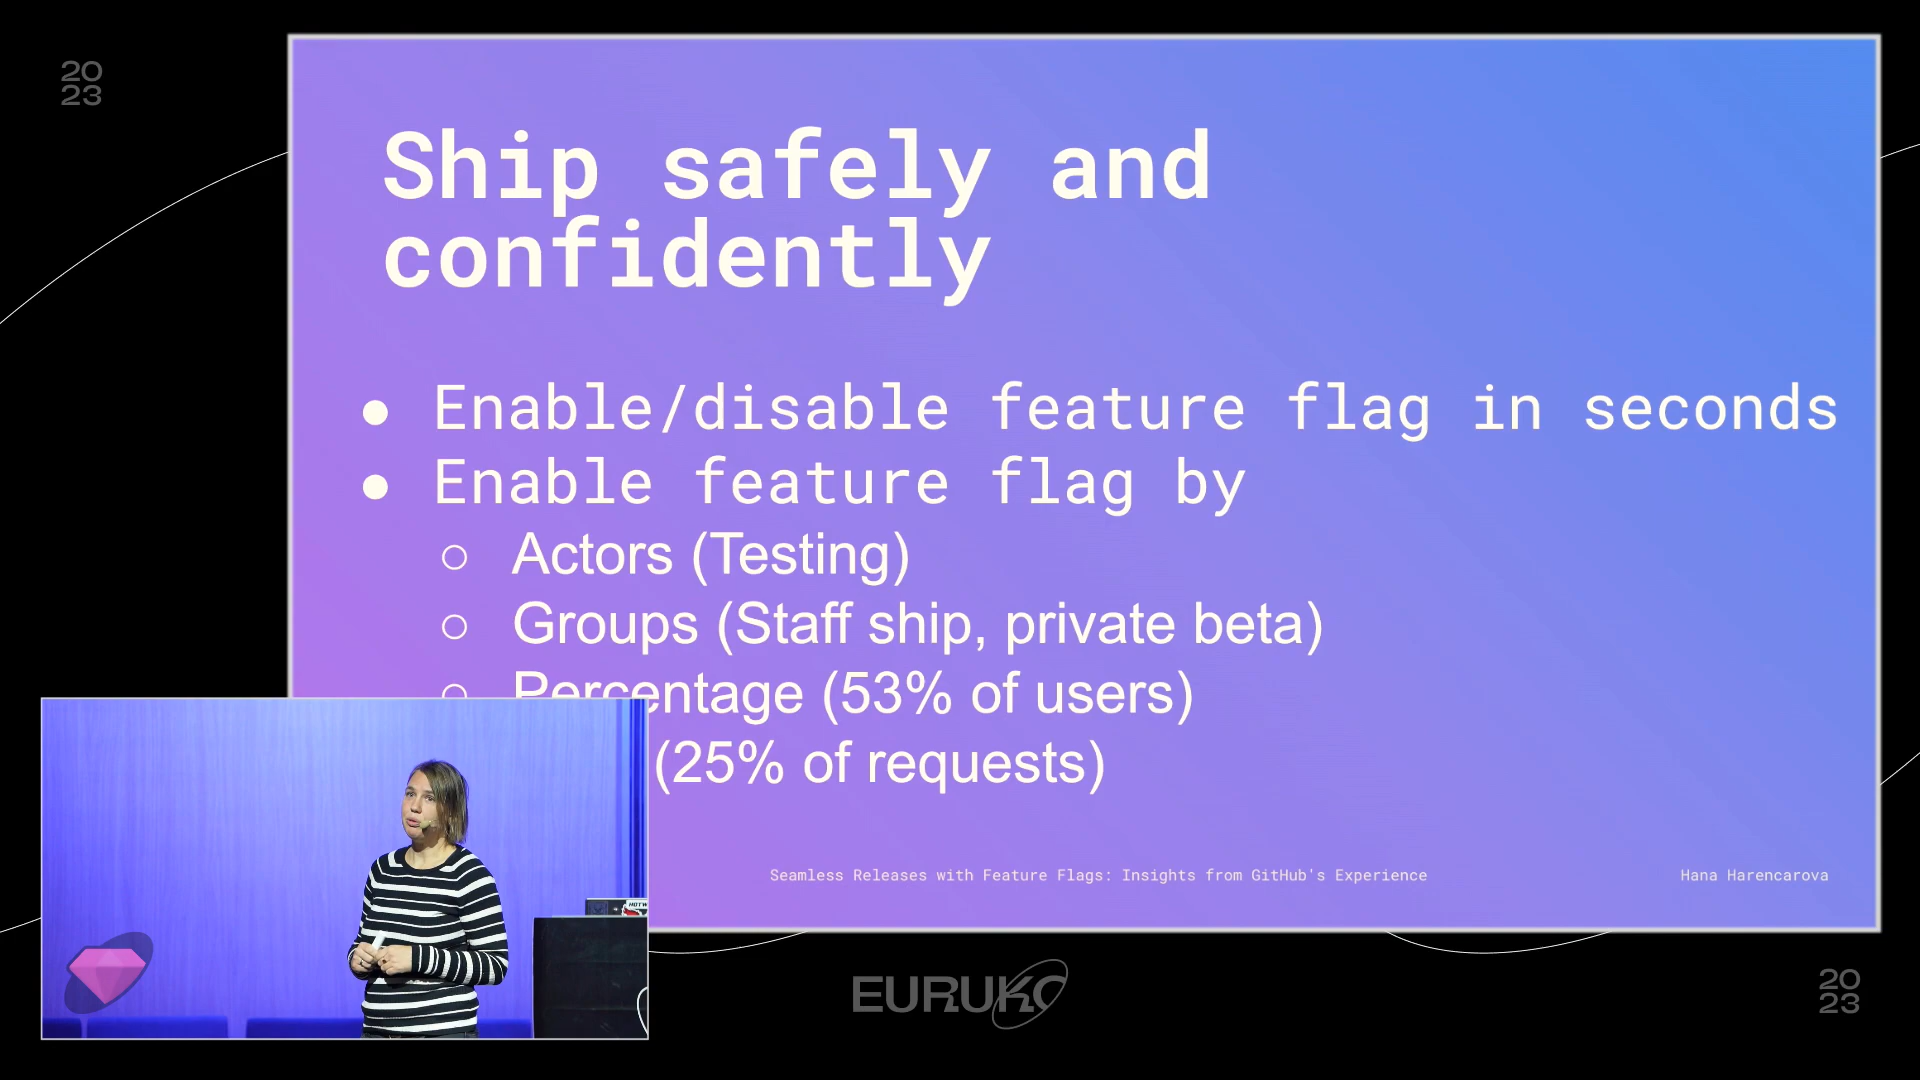 20
23
Ship safely and
confidently
● Enable/disable feature flag in seconds
● Enable feature flag by
○ Actors (Testing)
○ Groups (Staff ship, private beta)
○ Percentage (53% of users)
(25% of requests)
Seamless Releases with Feature Flags: Insights from GitHub's Experience
Hana Harencarova
EURUKO
20
23